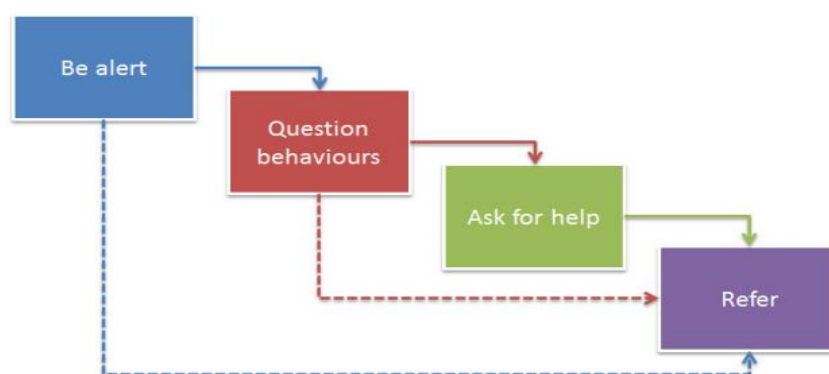 Be alert
Question
behaviours
Ask for help
Refer